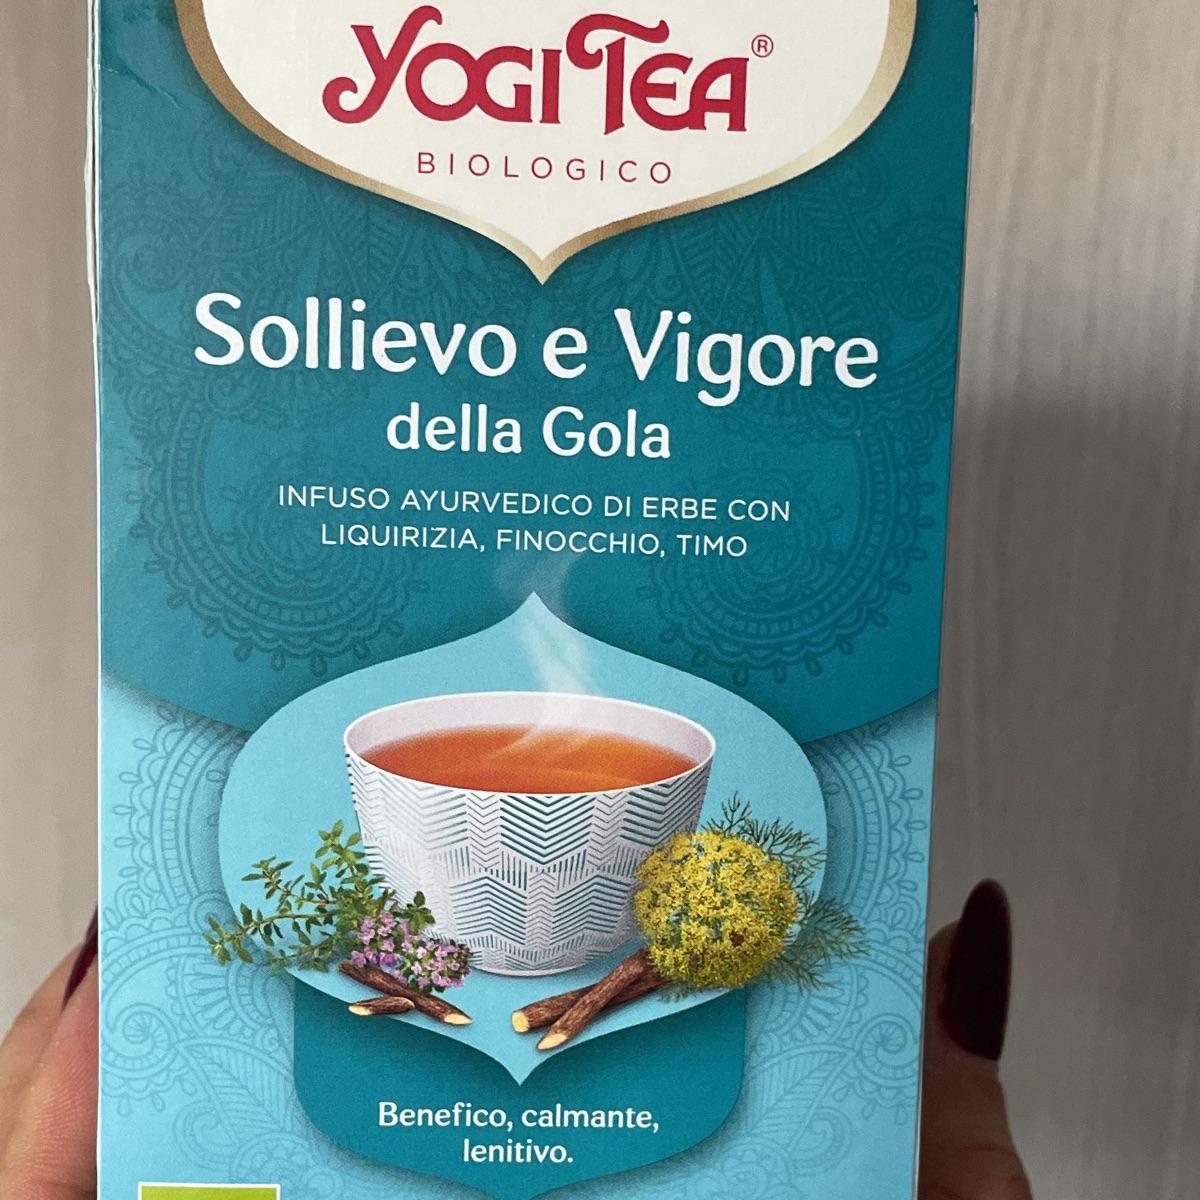 YOGI TEA®
BIOLOGICO
Sollievo e Vigore
della Gola
INFUSO AYURVEDICO DI ERBE CON
LIQUIRIZIA, FINOCCHIO, TIMO
Benefico, calmante,
lenitivo.